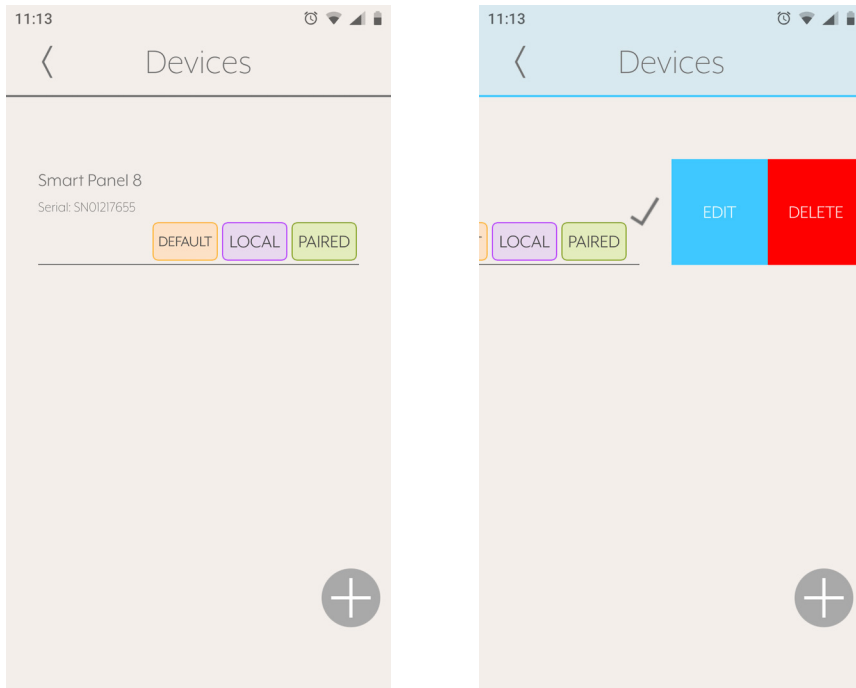 11:13
Devices
Smart Panel 8
Serial: SN01217655
DEFAULT LOCAL PAIRED
11:13
Devices
LOCAL PAIRED EDIT DELETE